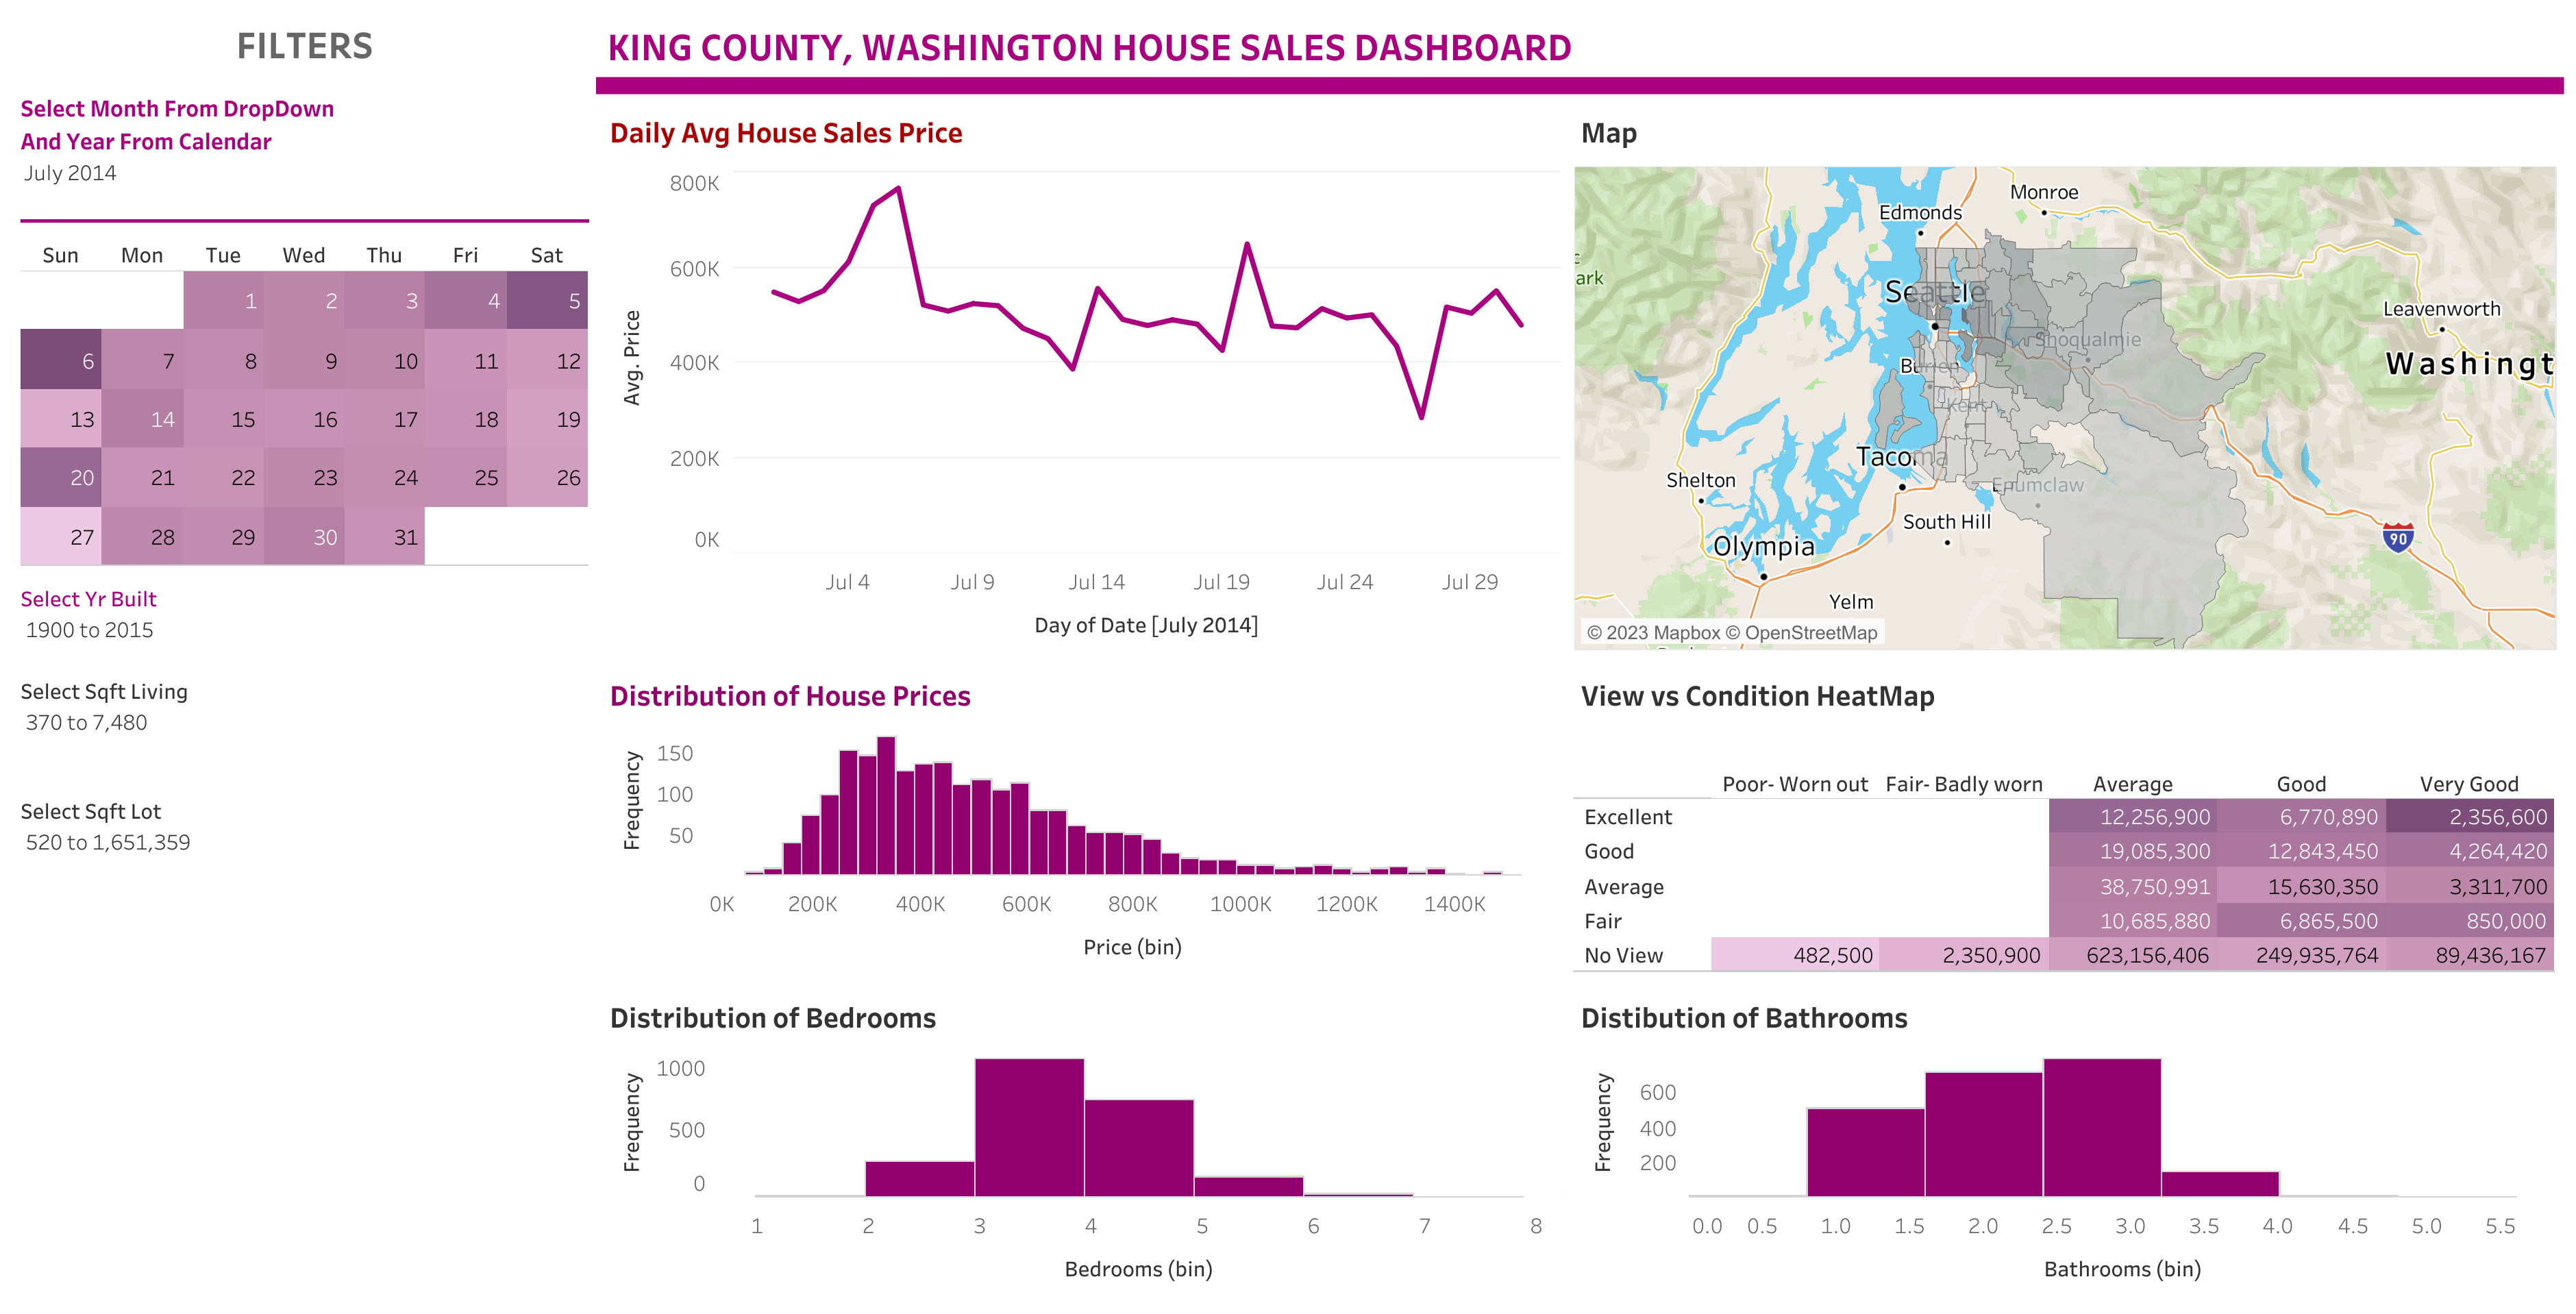 FILTERS
Select Month From DropDown
And Year From Calendar
July 2014
Sun Mon Tue Wed Thu Fri Sat
1 2 3 4 5
6 7 8 9 10 11 12
13 14 15 16 17 18 19
20 21 22 23 24 25 26
27 28 29 30 31
Select Yr Built
1900 to 2015
Select Sqft Living
370 to 7,480
Select Sqft Lot
520 to 1,651,359
KING COUNTY, WASHINGTON HOUSE SALES DASHBOARD
Daily Avg House Sales Price
Avg. Price
800K
600K
400K
200K
0K
Jul 4 Jul 9 Jul 14 Jul 19 Jul 24 Jul 29
Day of Date [July 2014]
Map
Monroe
Edmonds
ark
Seattle
Leavenworth
Snoqualmie
Washingt
Burien
Kent
Tacoma
Shelton
Enumclaw
South Hill
90
Olympia
Yelm
© 2023 Mapbox © OpenStreetMap
Distribution of House Prices
Frequency
150
100
50
0K 200K 400K 600K 800K 1000K 1200K 1400K
Price (bin)
View vs Condition HeatMap
Poor- Worn out Fair- Badly worn Average Good Very Good
Excellent 12,256,900 6,770,890 2,356,600
Good 19,085,300 12,843,450 4,264,420
Average 38,750,991 15,630,350 3,311,700
Fair 10,685,880 6,865,500 850,000
No View 482,500 2,350,900 623,156,406 249,935,764 89,436,167
Distribution of Bedrooms
Frequency
1000
500
0
1 2 3 4 5 6 7 8
Bedrooms (bin)
Distibution of Bathrooms
Frequency
600
400
200
0.0 0.5 1.0 1.5 2.0 2.5 3.0 3.5 4.0 4.5 5.0 5.5
Bathrooms (bin)